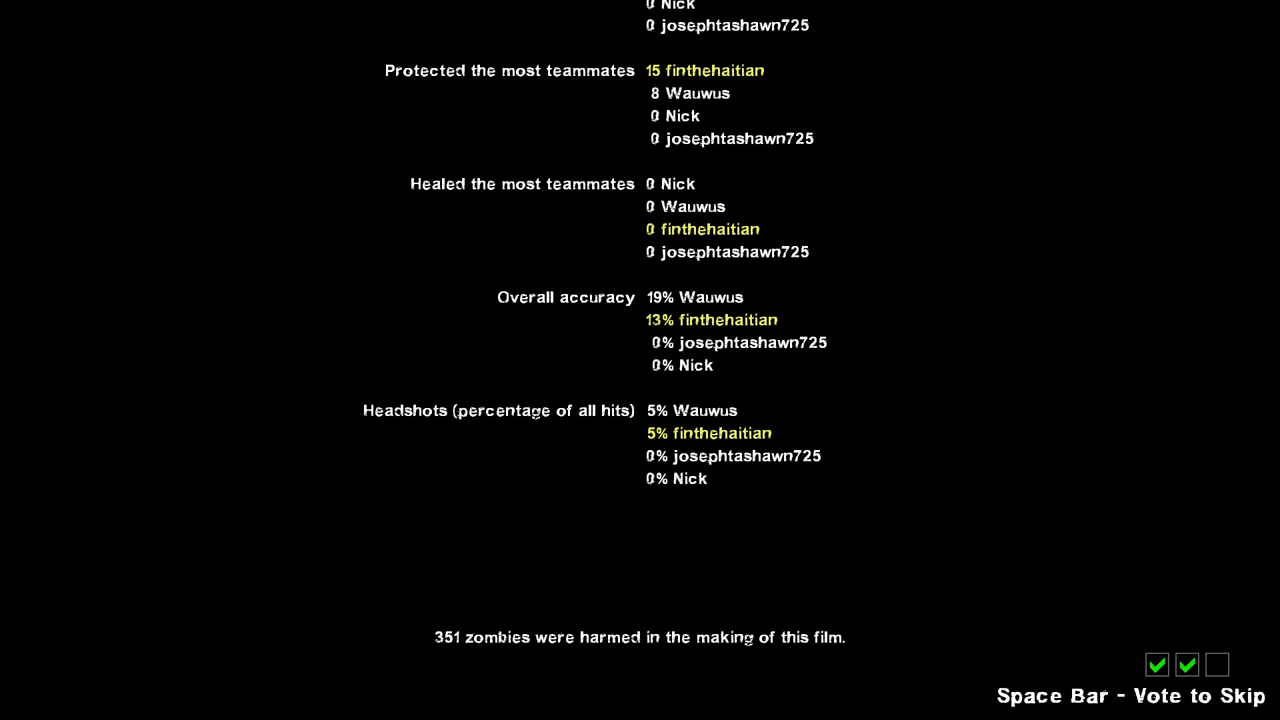 0 Nick
0 josephtashawn725
Protected the most teammates 15 finthehaitian
8 Wauwus
0 Nick
0 josephtashawn725
Healed the most teammates 0 Nick
0 Wauwus
0 finthehaitian
0 josephtashawn725
Overall accuracy 19% Wauwus
13% finthehaitian
0% josephtashawn725
0% Nick
Headshots (percentage of all hits) 5% Wauwus
5% finthehaitian
0% josephtashawn725
0% Nick
351 zombies were harmed in the making of this film.
Space Bar - Vote to Skip